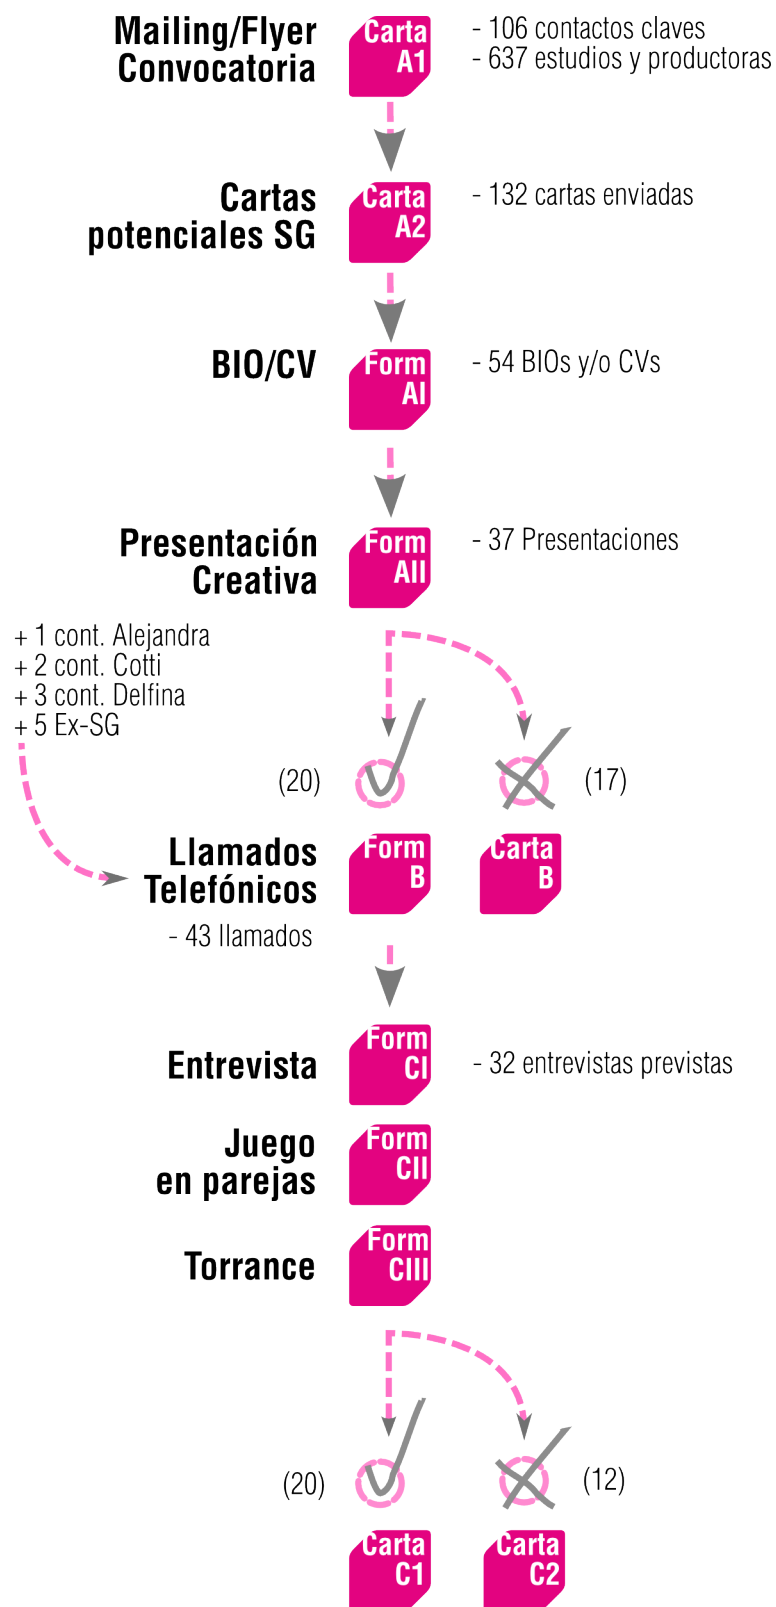 Mailing/Flyer
Convocatoria
Carta
A1
- 106 contactos claves
- 637 estudios y productoras
Cartas
potenciales SG
Carta
A2
- 132 cartas enviadas
BIO/CV
Form
AI
- 54 BIOs y/o CVs
Presentación
Creativa
Form
AII
- 37 Presentaciones
+ 1 cont. Alejandra
+ 2 cont. Cotti
+ 3 cont. Delfina
+ 5 Ex-SG
(20)
(17)
Llamados
Telefónicos
- 43 llamados
Form
B
Carta
B
Entrevista
Form
CI
- 32 entrevistas previstas
Juego
en parejas
Form
CII
Torrance
Form
CIII
(20)
(12)
Carta
C1
Carta
C2